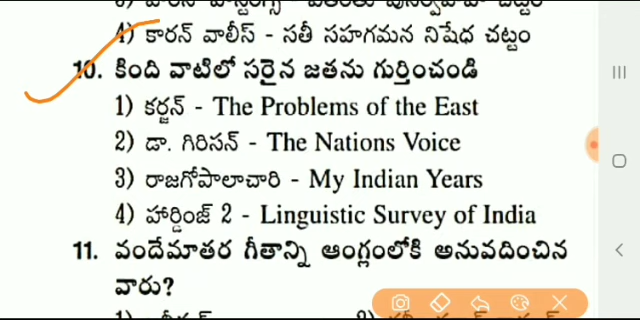 4) కారన్ వాలీస్ - సతీ సహగమన నిషేధ చట్టం
10. కింది వాటిలో సరైన జతను గుర్తించండి
1) కర్జన్ - The Problems of the East
2) డా. గిరిసన్ - The Nations Voice
3) రాజగోపాలాచారి - My Indian Years
4) హార్డింజ్ 2 - Linguistic Survey of India
11. వందేమాతర గీతాన్ని ఆంగ్లంలోకి అనువదించిన
వారు?